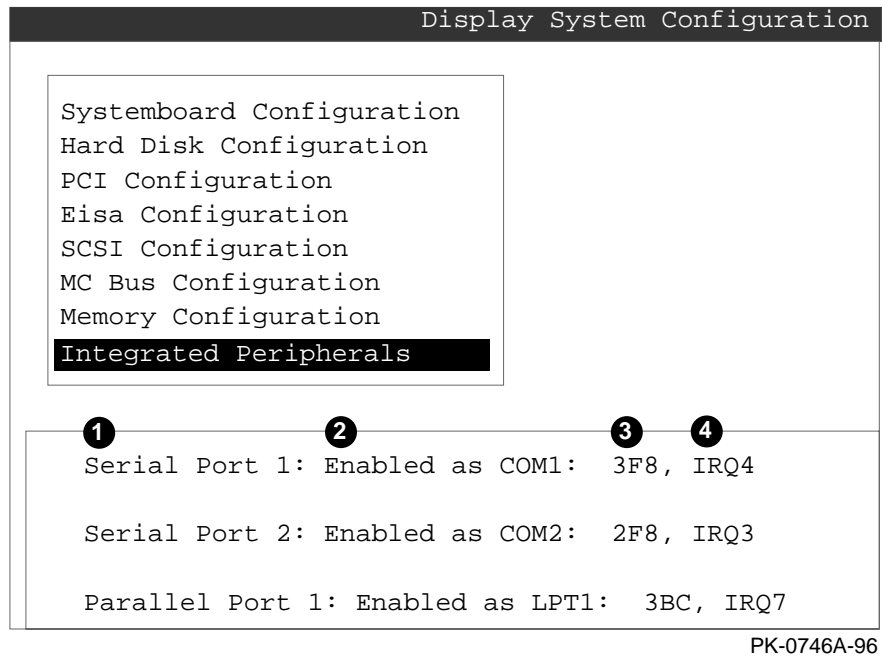 Display System Configuration
Systemboard Configuration
Hard Disk Configuration
PCI Configuration
Eisa Configuration
SCSI Configuration
MC Bus Configuration
Memory Configuration
Integrated Peripherals
1 2 3 4
Serial Port 1: Enabled as COM1: 3F8, IRQ4
Serial Port 2: Enabled as COM2: 2F8, IRQ3
Parallel Port 1: Enabled as LPT1: 3BC, IRQ7
PK-0746A-96